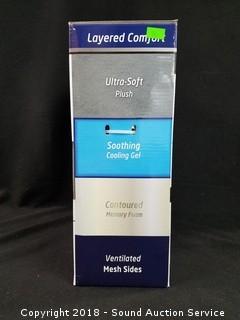 Layered Comfort
Ultra-Soft
Plush
Soothing
Cooling Gel
Contoured
Memory Foam
Ventilated
Mesh Sides
Copyright 2018 - Sound Auction Service